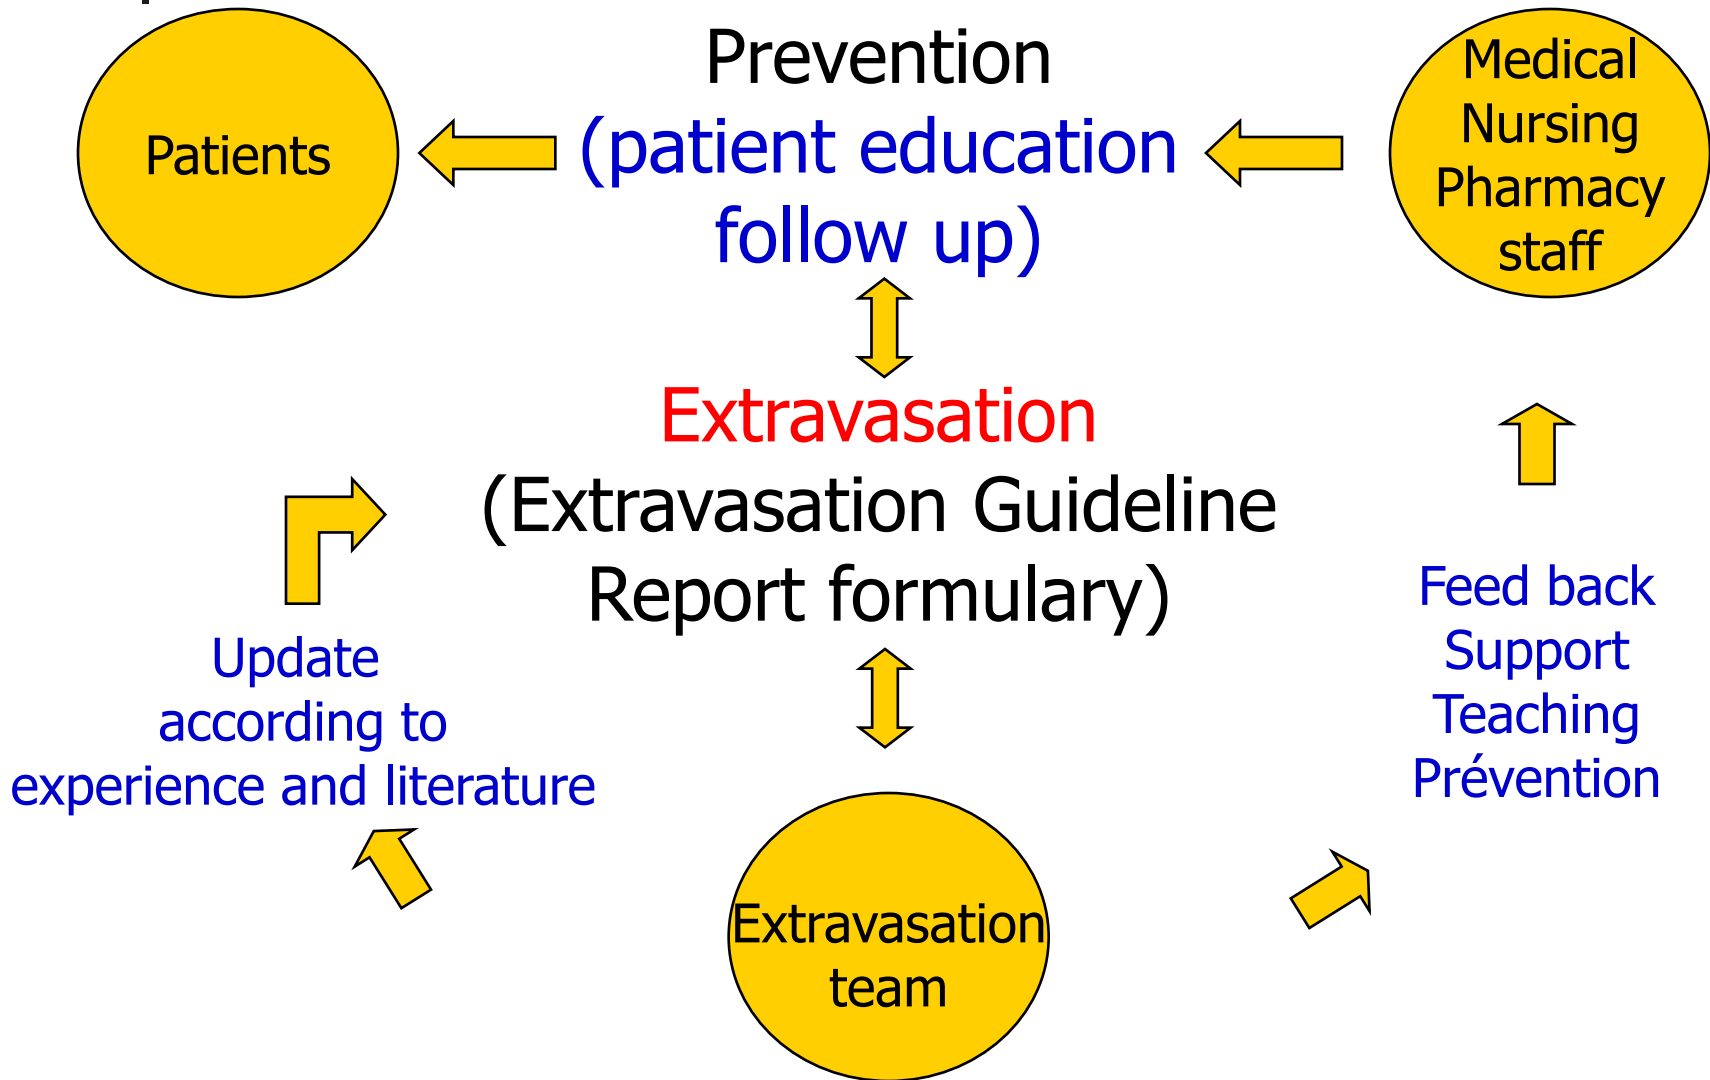 Patients
Prevention
(patient education
follow up)
Medical
Nursing
Pharmacy
staff
Extravasation
(Extravasation Guideline
Report formulary)
Update
according to
experience and literature
Feed back
Support
Teaching
Prévention
Extravasation
team